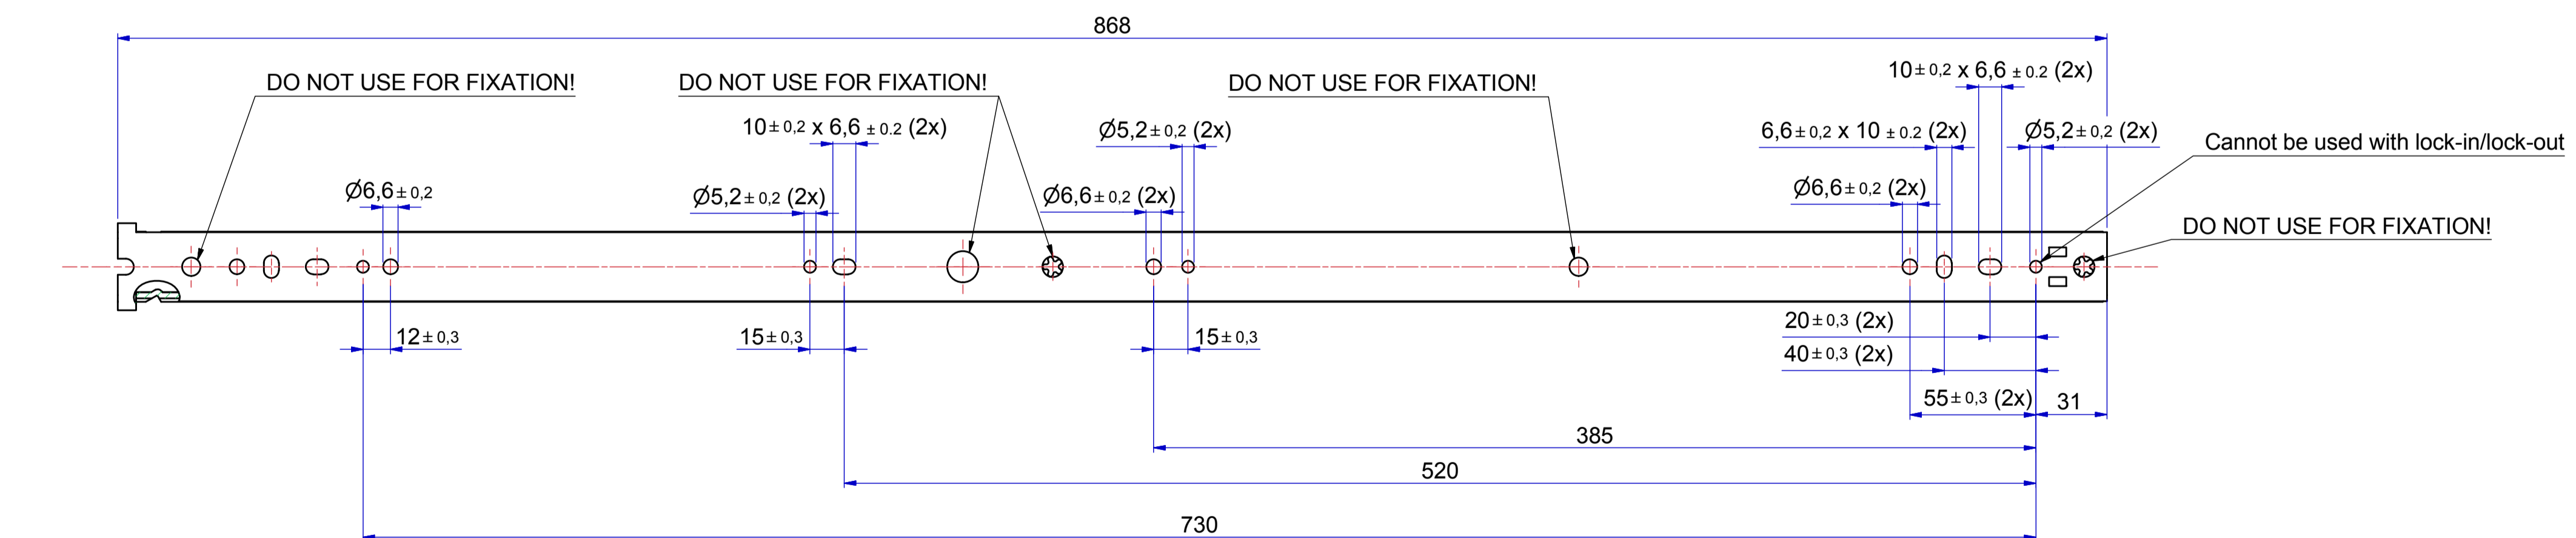 868
DO NOT USE FOR FIXATION!
DO NOT USE FOR FIXATION!
DO NOT USE FOR FIXATION!
10±0,2 x 6,6 ±0.2 (2x)
10±0,2 x 6,6 ±0.2 (2x)
Ø5,2±0,2 (2x)
6,6±0,2 x 10 ±0.2 (2x)
Ø5,2±0,2 (2x)
Cannot be used with lock-in/lock-out
Ø6,6±0,2
Ø5,2±0,2 (2x)
Ø6,6±0,2 (2x)
Ø6,6±0,2 (2x)
DO NOT USE FOR FIXATION!
12±0,3
15±0,3
15±0,3
20±0,3 (2x)
40±0,3 (2x)
55±0,3 (2x)
31
385
520
730